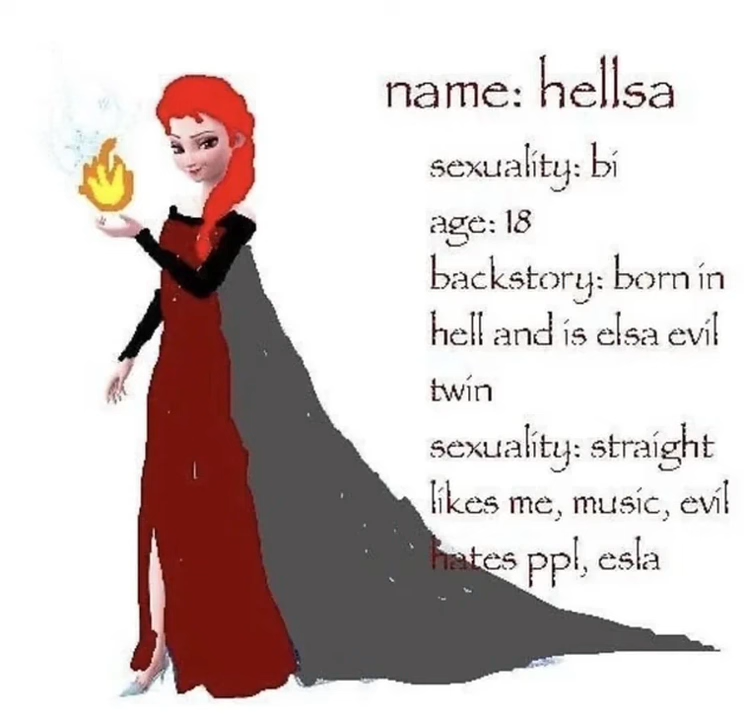 name: hellsa
sexuality: bi
age: 18
backstory: born in
hell and is elsa evil
twin
sexuality: straight
likes me, music, evil
hates ppl, esla